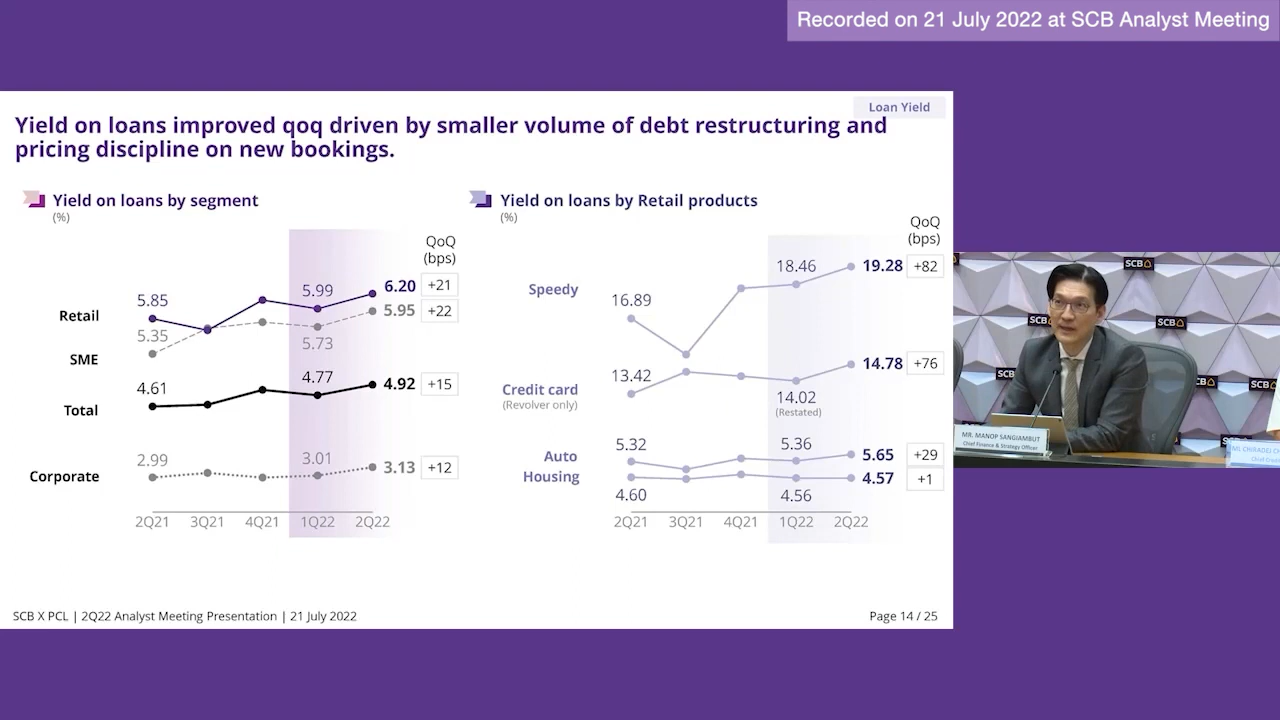 Recorded on 21 July 2022 at SCB Analyst Meeting
Loan Yield
Yield on loans improved qoq driven by smaller volume of debt restructuring and
pricing discipline on new bookings.
Yield on loans by segment
(%)
QoQ
(bps)
Retail
5.85
5.99
6.20
+21
SME
5.35
5.73
5.95
+22
Total
4.61
4.77
4.92
+15
Corporate
2.99
3.01
3.13
+12
2Q21 3Q21 4Q21 1Q22 2Q22
Yield on loans by Retail products
(%)
QoQ
(bps)
Speedy
16.89
18.46
19.28
+82
Credit card
(Revolver only)
13.42
14.02
(Restated)
14.78
+76
Auto
5.32
5.36
5.65
+29
Housing
4.60
4.56
4.57
+1
2Q21 3Q21 4Q21 1Q22 2Q22
SCB X PCL | 2Q22 Analyst Meeting Presentation | 21 July 2022
Page 14 / 25
SCB
SCB
SCB
SCB
SCB
SCB
SCB
MR. MANOP SANGIAMBUT
Chief Finance & Strategy Officer